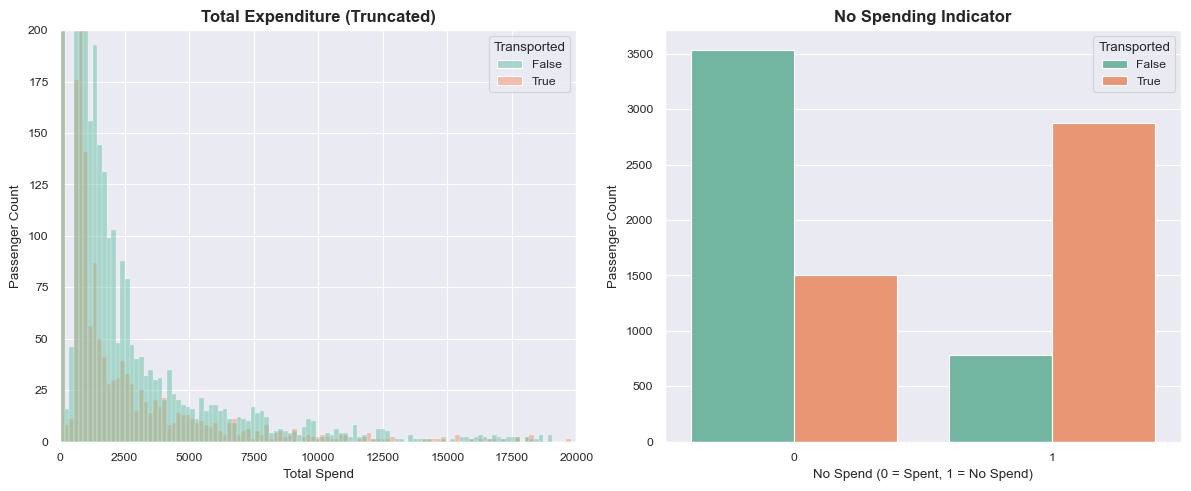 Total Expenditure (Truncated)
Passenger Count
200
175
150
125
100
75
50
25
0
0
2500
5000
7500
10000
12500
15000
17500
20000
Total Spend
Transported
False
True
No Spending Indicator
Passenger Count
3500
3000
2500
2000
1500
1000
500
0
0
1
No Spend (0 = Spent, 1 = No Spend)
Transported
False
True